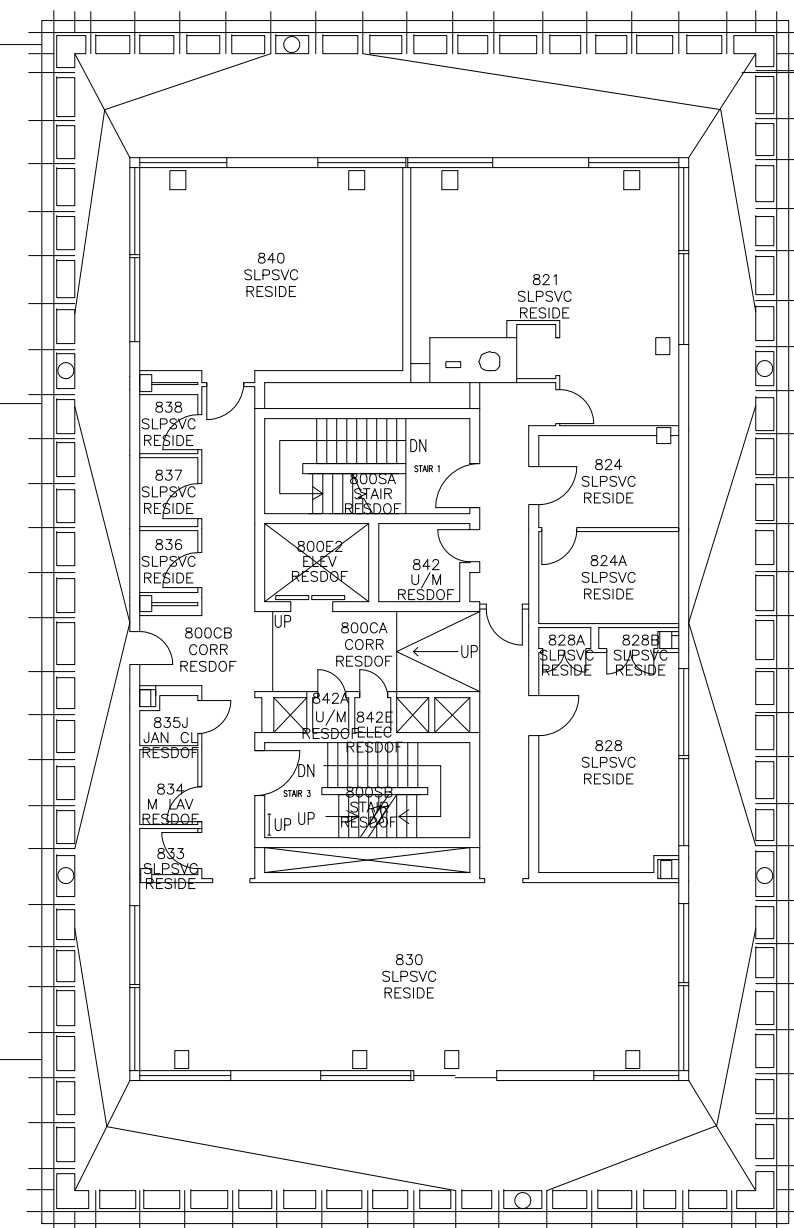 840
SLPSVC
RESIDE
821
SLPSVC
RESIDE
838
SLPSVC
RESIDE
DN
STAIR 1
824
SLPSVC
RESIDE
837
SLPSVC
RESIDE
800SA
STAIR
RESDOF
836
SLPSVC
RESIDE
800E2
ELEV
RESDOF
842
U/M
RESDOF
824A
SLPSVC
RESIDE
UP
800CB
CORR
RESDOF
800CA
CORR
RESDOF
UP
828A
SLPSVC
RESIDE
828B
SLPSVC
RESIDE
842A
U/M
RESDOF
842E
ELEC
RESDOF
835J
JAN CL
RESDOF
828
SLPSVC
RESIDE
DN
STAIR 3
800SB
STAIR
RESDOF
834
M LAV
RESDOF
UP
UP
833
SLPSVC
RESIDE
830
SLPSVC
RESIDE